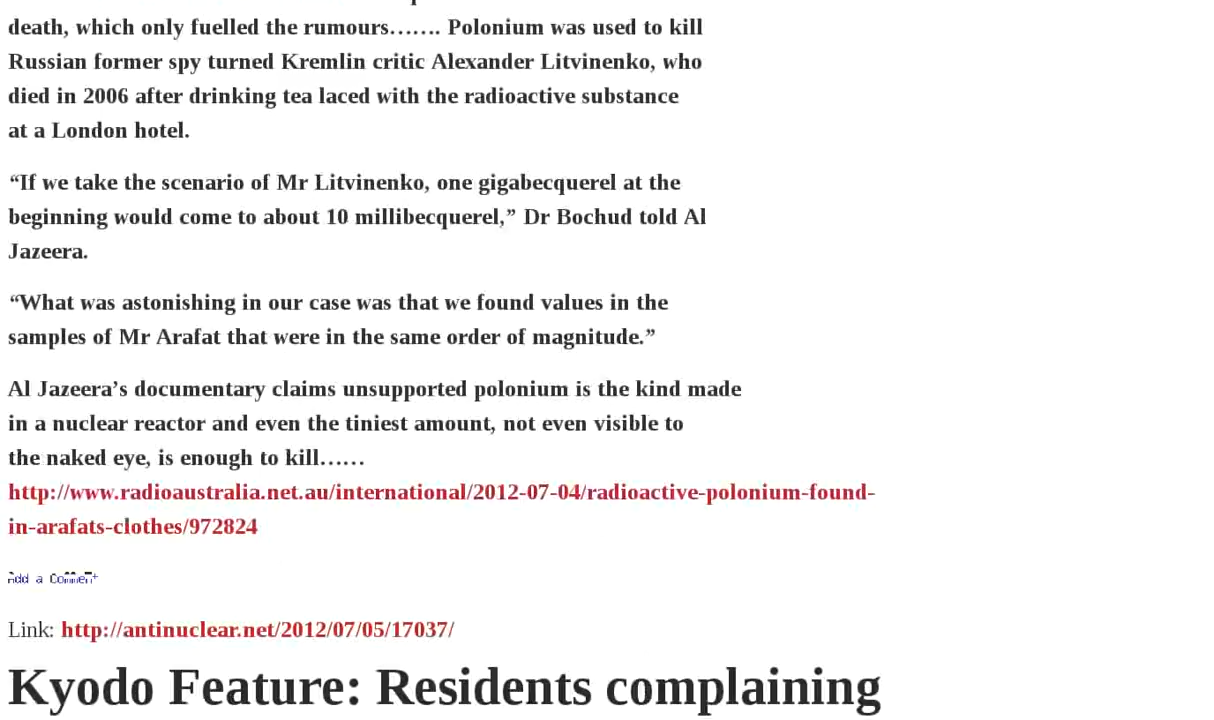 death, which only fuelled the rumours……. Polonium was used to kill
Russian former spy turned Kremlin critic Alexander Litvinenko, who
died in 2006 after drinking tea laced with the radioactive substance
at a London hotel.
“If we take the scenario of Mr Litvinenko, one gigabecquerel at the
beginning would come to about 10 millibecquerel,” Dr Bochud told Al
Jazeera.
“What was astonishing in our case was that we found values in the
samples of Mr Arafat that were in the same order of magnitude.”
Al Jazeera’s documentary claims unsupported polonium is the kind made
in a nuclear reactor and even the tiniest amount, not even visible to
the naked eye, is enough to kill……
http://www.radioaustralia.net.au/international/2012-07-04/radioactive-polonium-found-
in-arafats-clothes/972824
Add a Comment
Link: http://antinuclear.net/2012/07/05/17037/
Kyodo Feature: Residents complaining